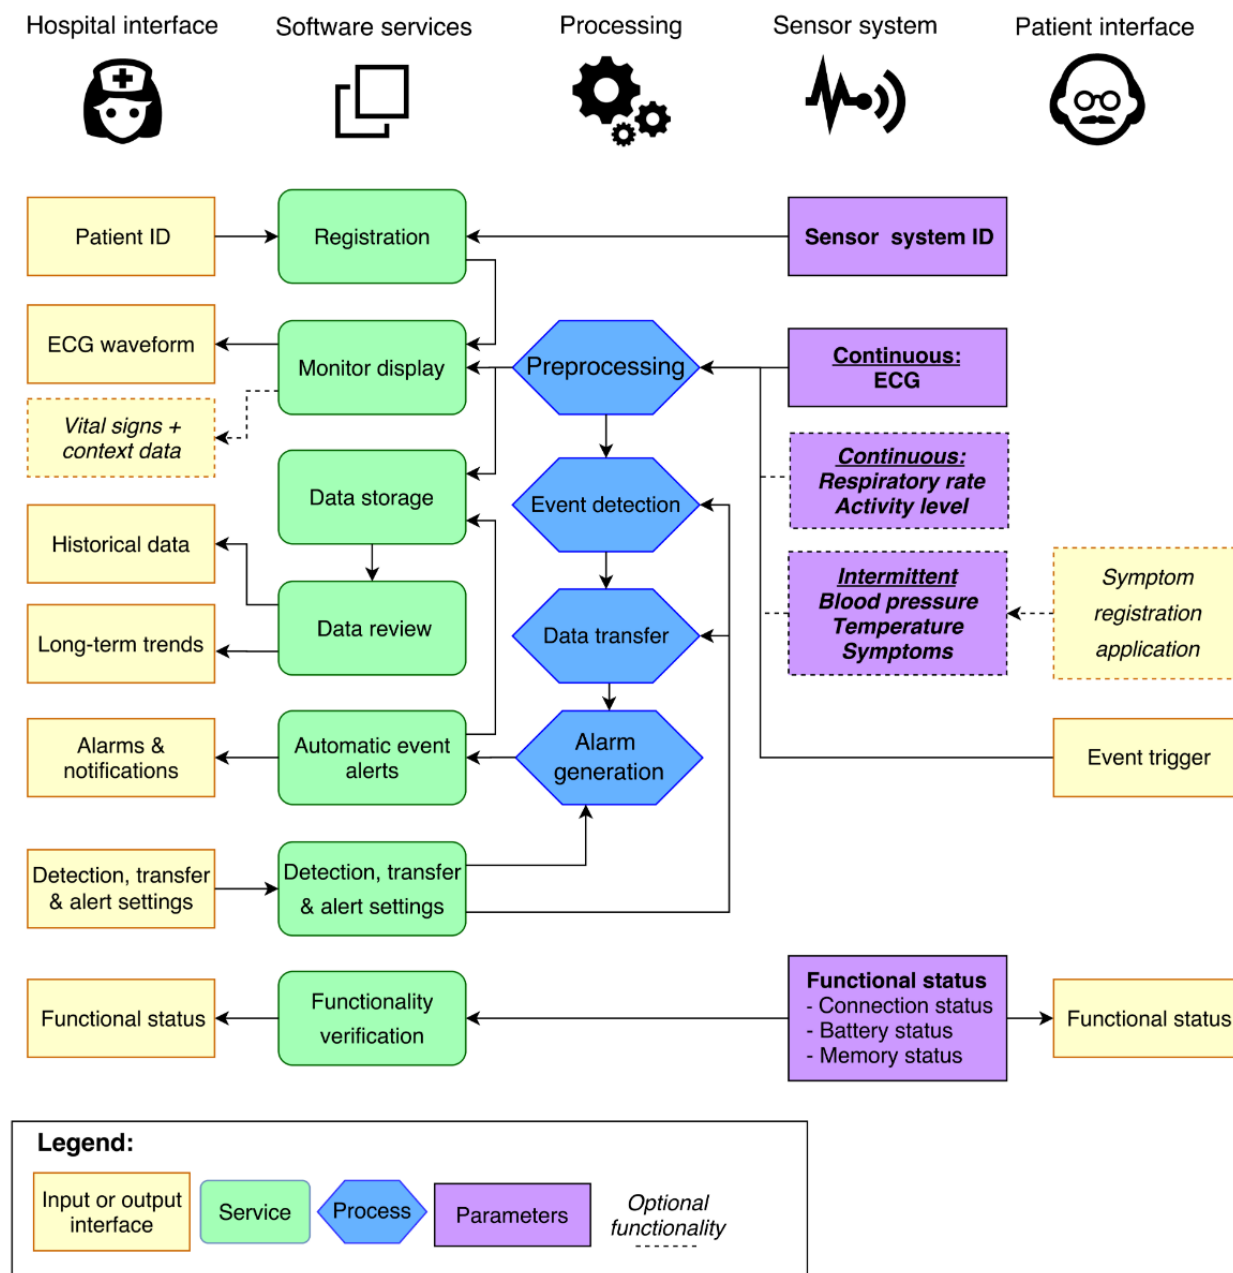 Hospital interface
Software services
Processing
Sensor system
Patient interface
Patient ID
Registration
Sensor system ID
ECG waveform
Monitor display
Preprocessing
Continuous:
ECG
Vital signs +
context data
Data storage
Event detection
Continuous:
Respiratory rate
Activity level
Historical data
Long-term trends
Data review
Data transfer
Intermittent
Blood pressure
Temperature
Symptoms
Symptom
registration
application
Alarms &
notifications
Automatic event
alerts
Alarm
generation
Event trigger
Detection, transfer
& alert settings
Detection, transfer
& alert settings
Functional status
Functionality
verification
Functional status
- Connection status
- Battery status
- Memory status
Functional status
Legend:
Input or output
interface
Service
Process
Parameters
Optional
functionality